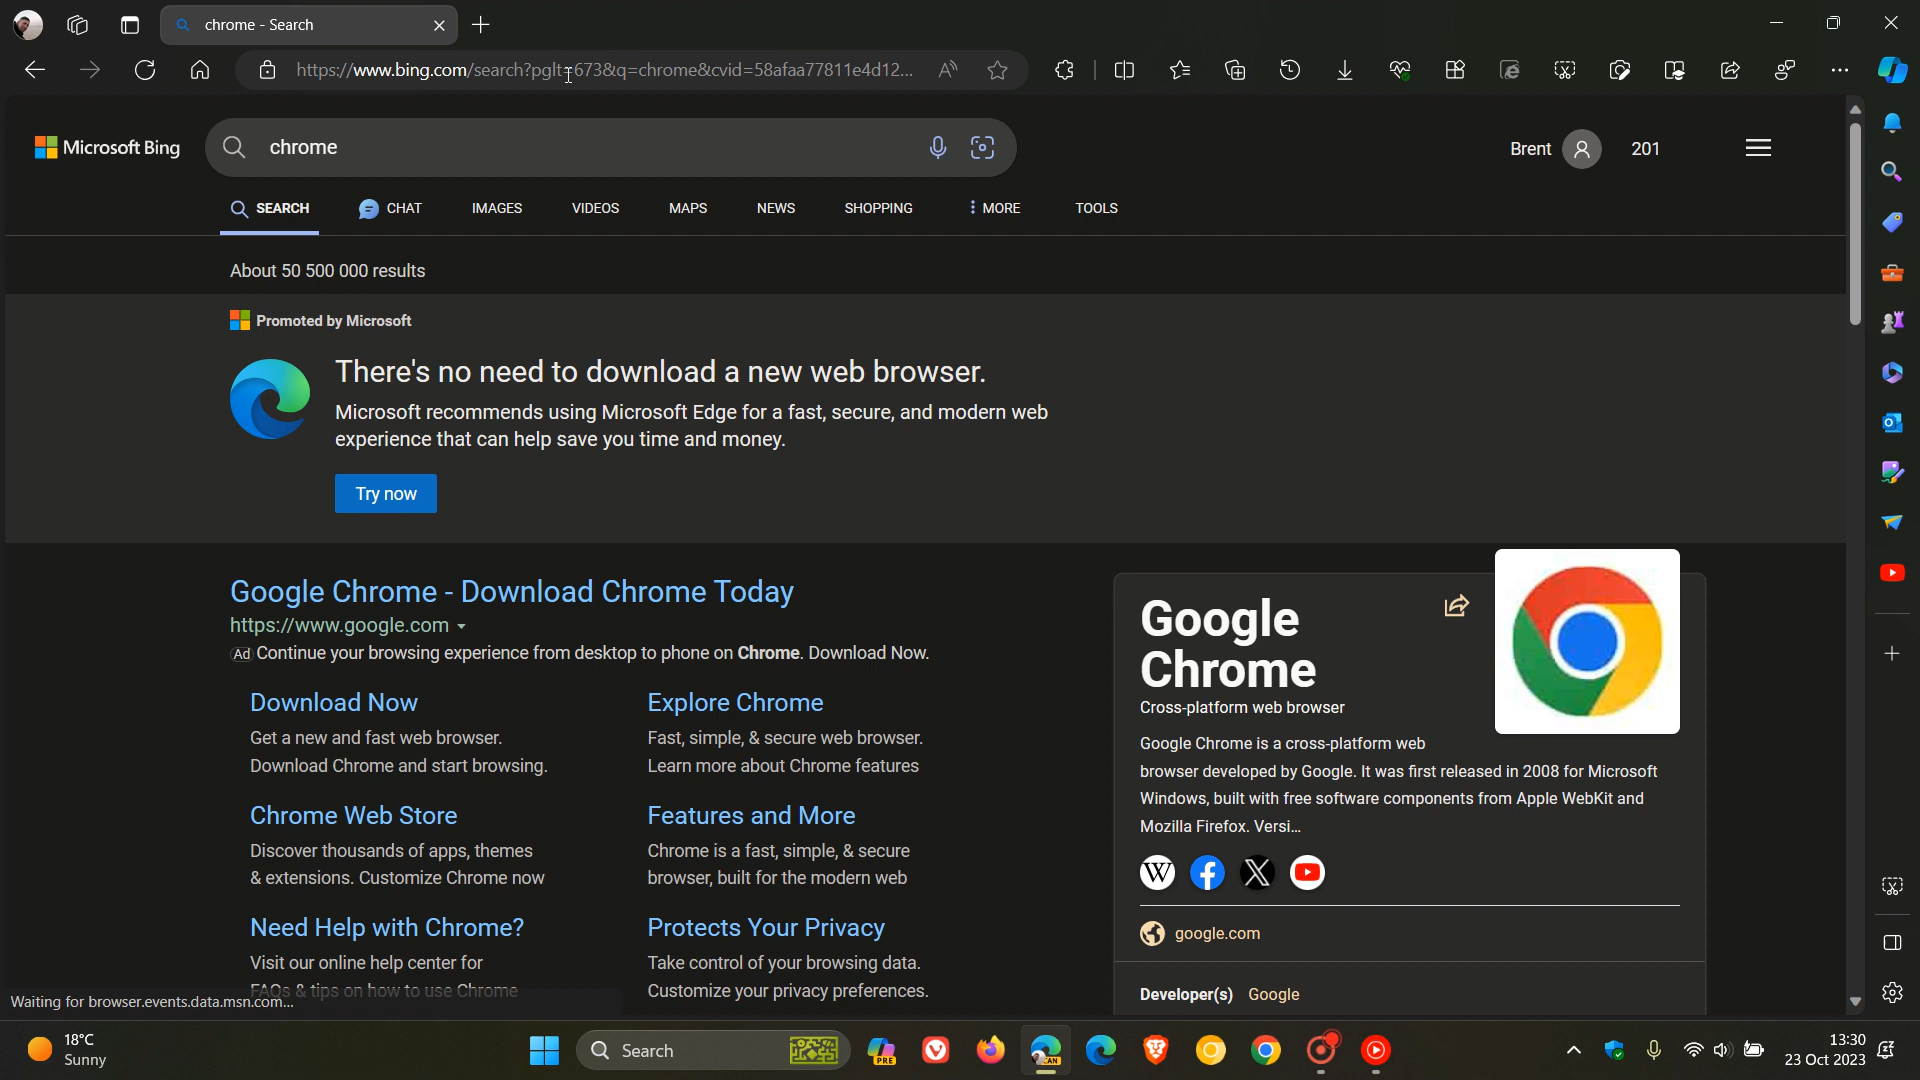 chrome - Search
https://www.bing.com/search?pglt=673&q=chrome&cvid=58afaa77811e4d12...
Microsoft Bing
chrome
Brent
201
SEARCH
CHAT
IMAGES
VIDEOS
MAPS
NEWS
SHOPPING
MORE
TOOLS
About 50 500 000 results
Promoted by Microsoft
There's no need to download a new web browser.
Microsoft recommends using Microsoft Edge for a fast, secure, and modern web
experience that can help save you time and money.
Try now
Google Chrome - Download Chrome Today
https://www.google.com
Ad Continue your browsing experience from desktop to phone on Chrome. Download Now.
Download Now
Get a new and fast web browser.
Download Chrome and start browsing.
Explore Chrome
Fast, simple, & secure web browser.
Learn more about Chrome features
Chrome Web Store
Discover thousands of apps, themes
& extensions. Customize Chrome now
Features and More
Chrome is a fast, simple, & secure
browser, built for the modern web
Need Help with Chrome?
Visit our online help center for
FAQs & tips on how to use Chrome
Protects Your Privacy
Take control of your browsing data.
Customize your privacy preferences.
Google
Chrome
Cross-platform web browser
Google Chrome is a cross-platform web
browser developed by Google. It was first released in 2008 for Microsoft
Windows, built with free software components from Apple WebKit and
Mozilla Firefox. Versi...
W
google.com
Developer(s) Google
Waiting for browser.events.data.msn.com...
18°C
Sunny
Search
PRE
CAN
13:30
23 Oct 2023